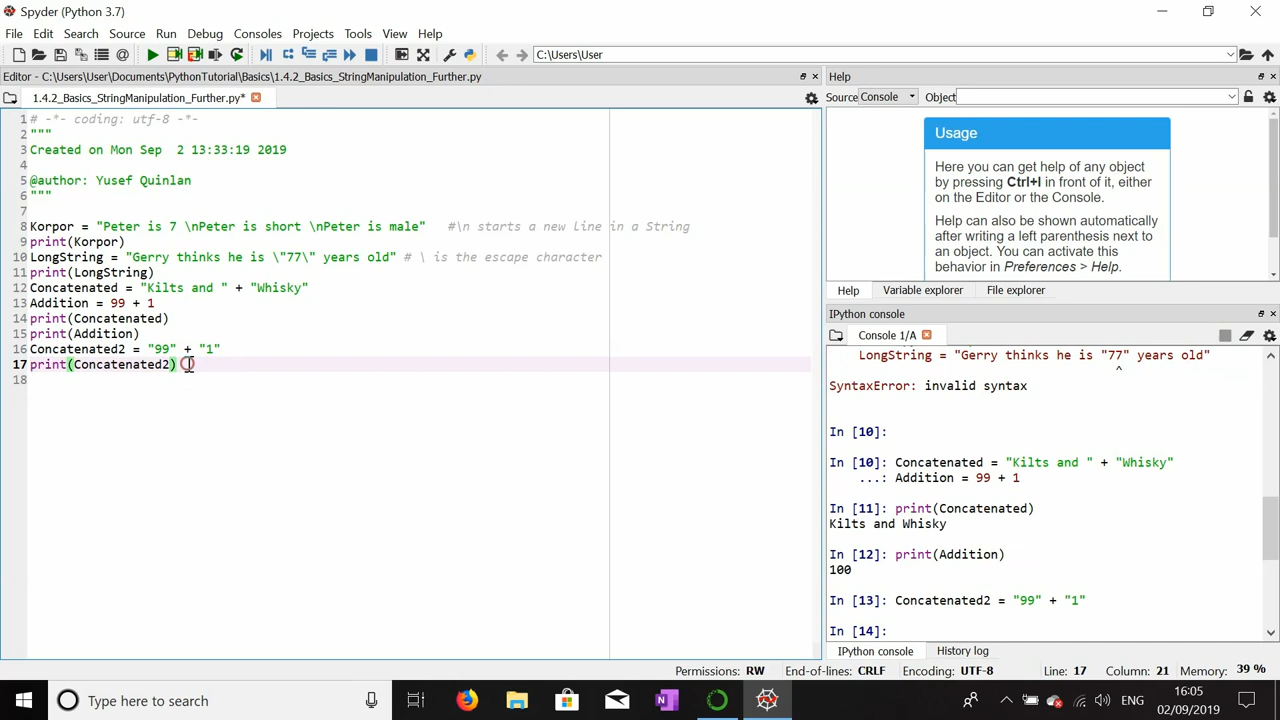 Spyder (Python 3.7)
File Edit Search Source Run Debug Consoles Projects Tools View Help
C:\Users\User
Editor - C:\Users\User\Documents\PythonTutorial\Basics\1.4.2_Basics_StringManipulation_Further.py
1.4.2_Basics_StringManipulation_Further.py*
1 # -*- coding: utf-8 -*-
2 """
3 Created on Mon Sep  2 13:33:19 2019
4
5 @author: Yusef Quinlan
6 """
7
8 Korpor = "Peter is 7 \nPeter is short \nPeter is male"   #\n starts a new line in a String
9 print(Korpor)
10 LongString = "Gerry thinks he is \"77\" years old" # \ is the escape character
11 print(LongString)
12 Concatenated = "Kilts and " + "Whisky"
13 Addition = 99 + 1
14 print(Concatenated)
15 print(Addition)
16 Concatenated2 = "99" + "1"
17 print(Concatenated2)
18
Help
Source Console Object
Usage
Here you can get help of any object
by pressing Ctrl+I in front of it, either
on the Editor or the Console.
Help can also be shown automatically
after writing a left parenthesis next to
an object. You can activate this
behavior in Preferences > Help.
Help Variable explorer File explorer
IPython console
Console 1/A
LongString = "Gerry thinks he is "77" years old"
^
SyntaxError: invalid syntax
In [10]:
In [10]: Concatenated = "Kilts and " + "Whisky"
...: Addition = 99 + 1
In [11]: print(Concatenated)
Kilts and Whisky
In [12]: print(Addition)
100
In [13]: Concatenated2 = "99" + "1"
In [14]:
IPython console History log
Permissions: RW End-of-lines: CRLF Encoding: UTF-8 Line: 17 Column: 21 Memory: 39 %
Type here to search ENG 16:05
02/09/2019